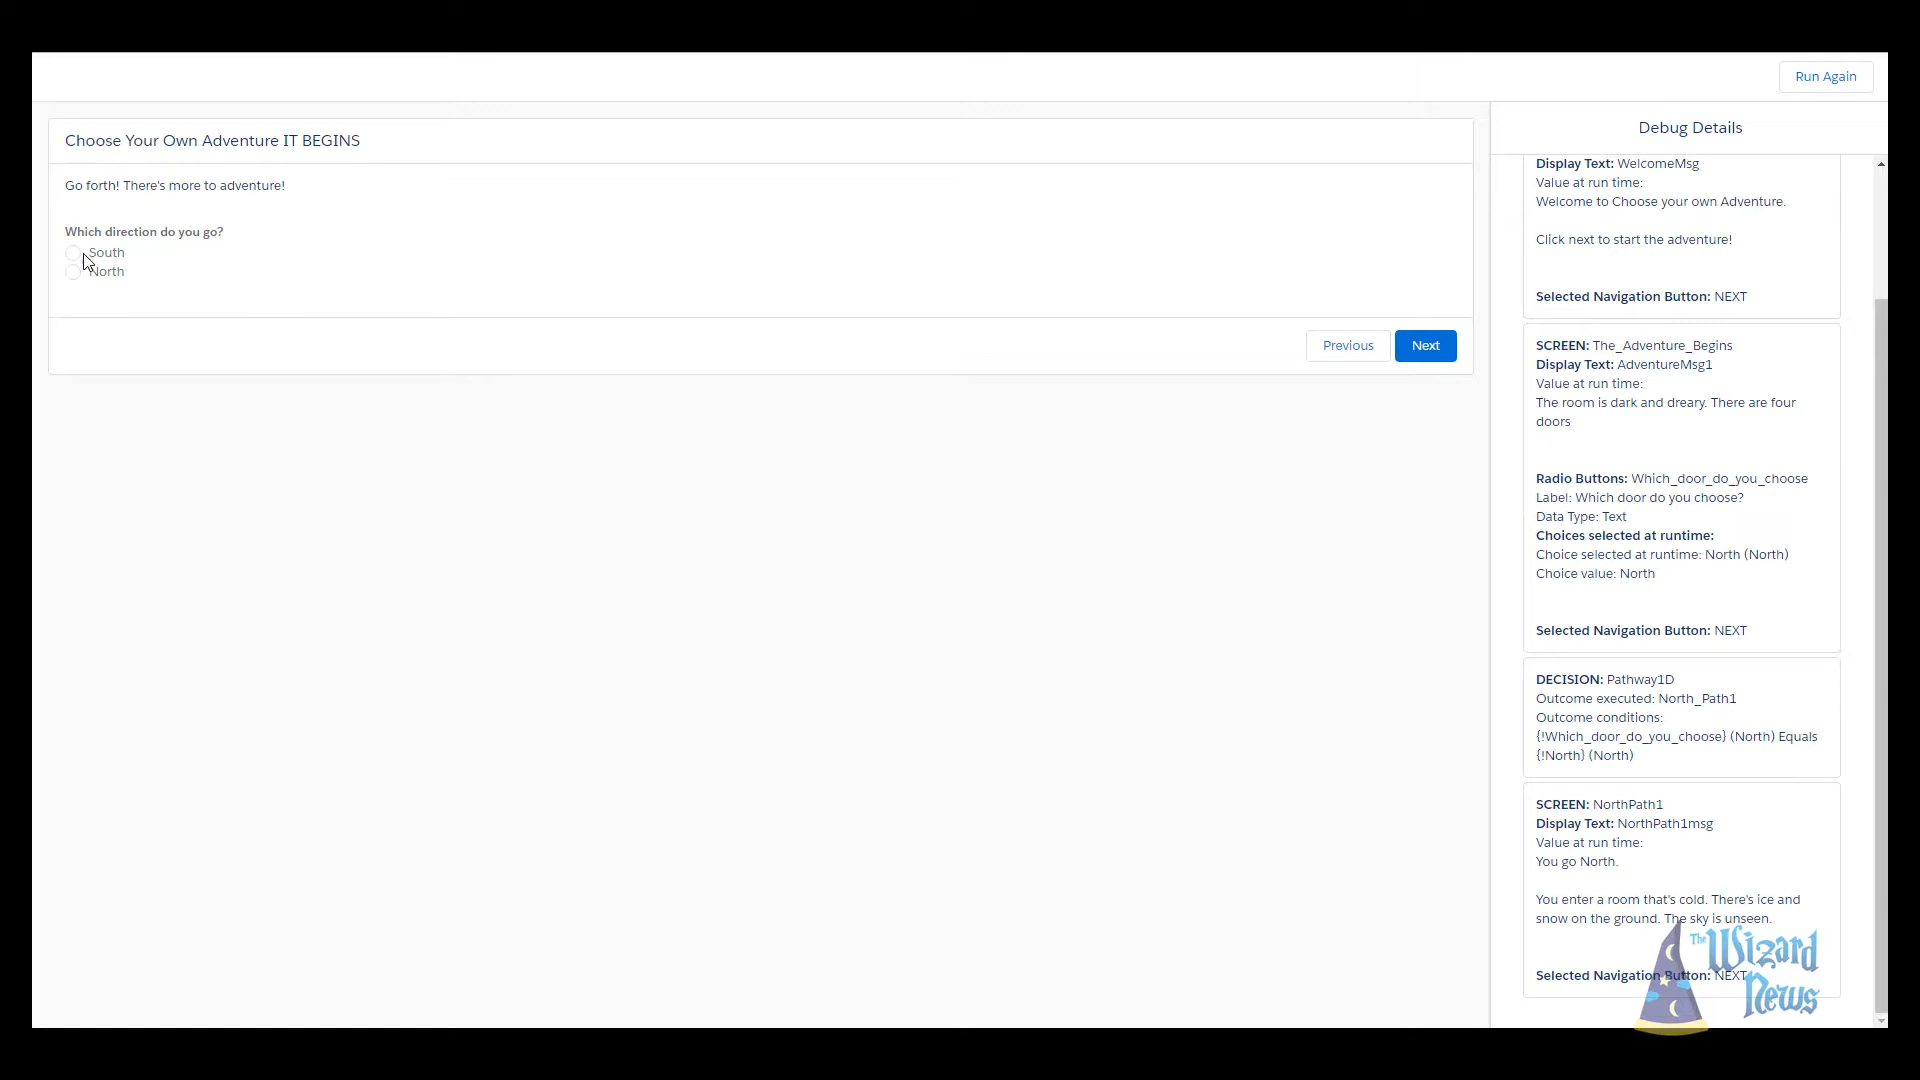 Run Again
Choose Your Own Adventure IT BEGINS
Go forth! There's more to adventure!
Which direction do you go?
South
North
Previous
Next
Debug Details
Display Text: WelcomeMsg
Value at run time:
Welcome to Choose your own Adventure.
Click next to start the adventure!
Selected Navigation Button: NEXT
SCREEN: The_Adventure_Begins
Display Text: AdventureMsg1
Value at run time:
The room is dark and dreary. There are four
doors
Radio Buttons: Which_door_do_you_choose
Label: Which door do you choose?
Data Type: Text
Choices selected at runtime:
Choice selected at runtime: North (North)
Choice value: North
Selected Navigation Button: NEXT
DECISION: Pathway1D
Outcome executed: North_Path1
Outcome conditions:
{!Which_door_do_you_choose} (North) Equals
{!North} (North)
SCREEN: NorthPath1
Display Text: NorthPath1msg
Value at run time:
You go North.
You enter a room that's cold. There's ice and
snow on the ground. The sky is unseen.
Selected Navigation Button: NEXT
The Wizard
News